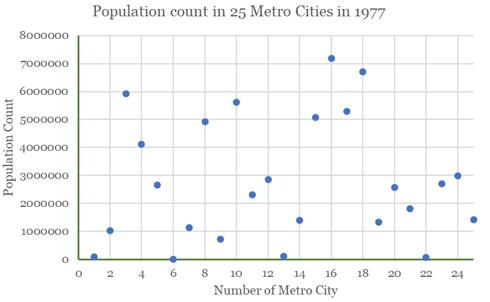 Population count in 25 Metro Cities in 1977
Population Count
8000000
7000000
6000000
5000000
4000000
3000000
2000000
1000000
0
0 2 4 6 8 10 12 14 16 18 20 22 24
Number of Metro City